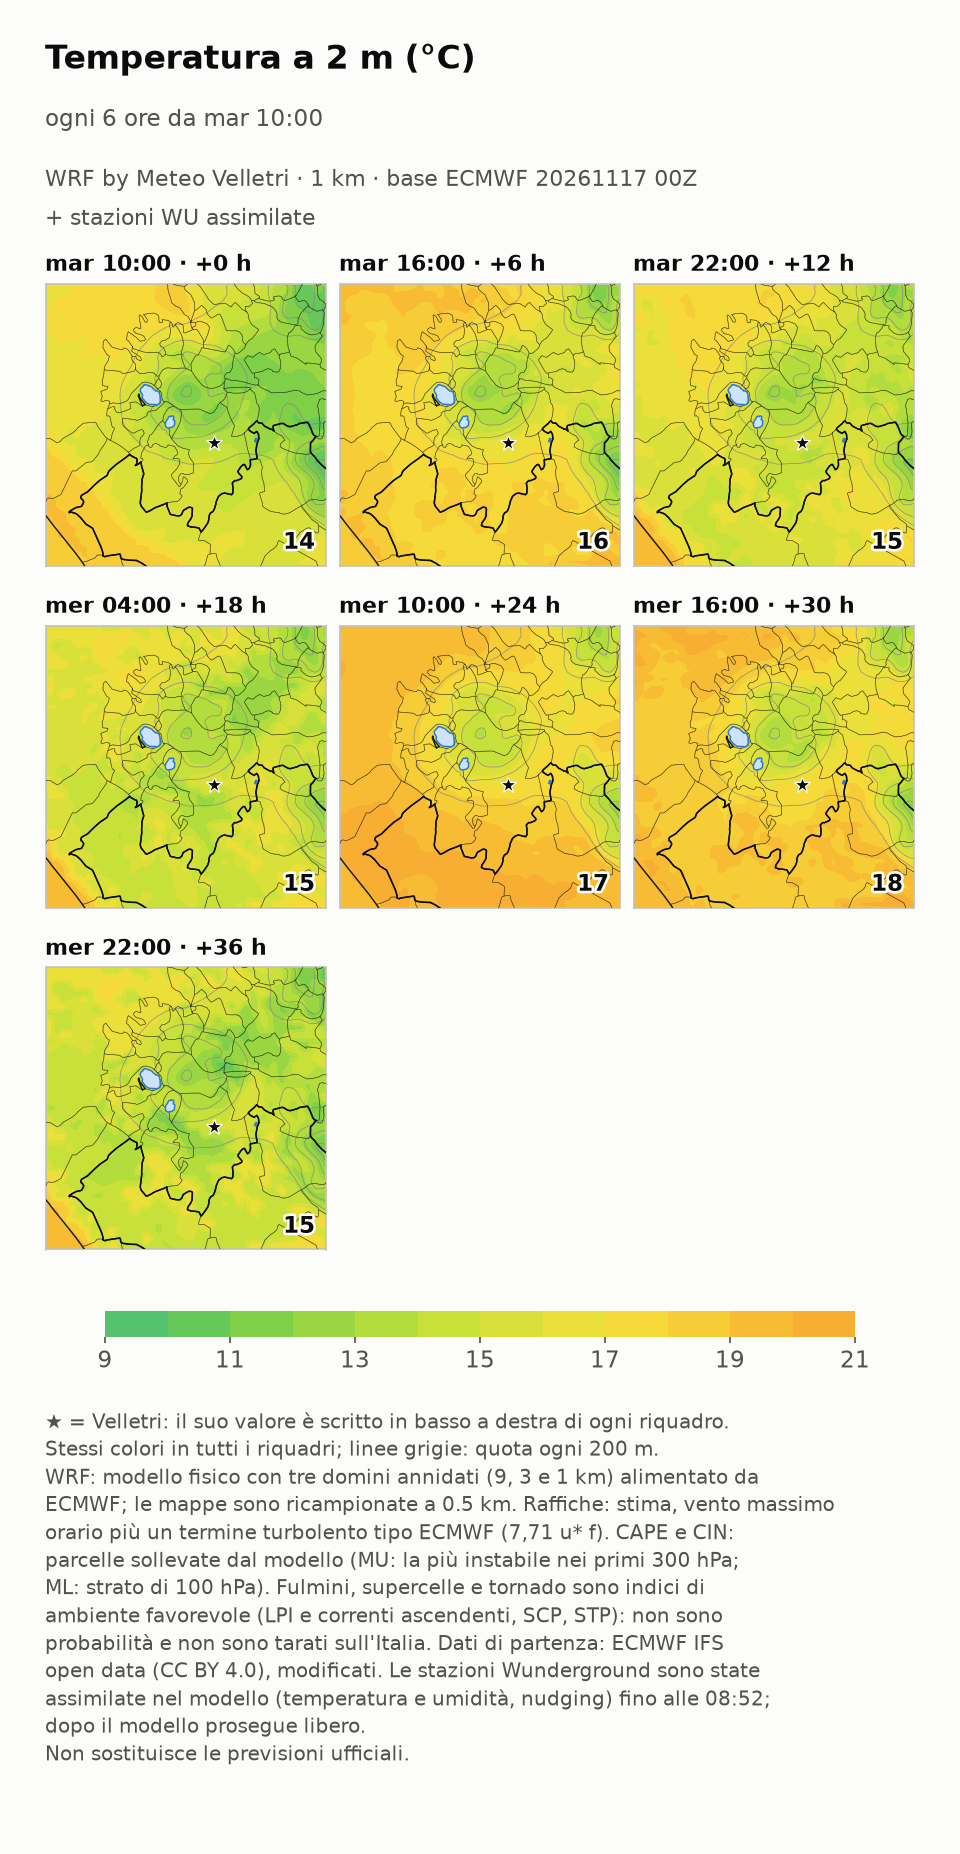 Temperatura a 2 m (°C)
ogni 6 ore da mar 10:00
WRF by Meteo Velletri · 1 km · base ECMWF 20261117 00Z
+ stazioni WU assimilate
mar 10:00 · +0 h
mar 16:00 · +6 h
mar 22:00 · +12 h
14
16
15
mer 04:00 · +18 h
mer 10:00 · +24 h
mer 16:00 · +30 h
15
17
18
mer 22:00 · +36 h
15
9 11 13 15 17 19 21
★ = Velletri: il suo valore è scritto in basso a destra di ogni riquadro.
Stessi colori in tutti i riquadri; linee grigie: quota ogni 200 m.
WRF: modello fisico con tre domini annidati (9, 3 e 1 km) alimentato da
ECMWF; le mappe sono ricampionate a 0.5 km. Raffiche: stima, vento massimo
orario più un termine turbolento tipo ECMWF (7,71 u* f). CAPE e CIN:
parcelle sollevate dal modello (MU: la più instabile nei primi 300 hPa;
ML: strato di 100 hPa). Fulmini, supercelle e tornado sono indici di
ambiente favorevole (LPI e correnti ascendenti, SCP, STP): non sono
probabilità e non sono tarati sull'Italia. Dati di partenza: ECMWF IFS
open data (CC BY 4.0), modificati. Le stazioni Wunderground sono state
assimilate nel modello (temperatura e umidità, nudging) fino alle 08:52;
dopo il modello prosegue libero.
Non sostituisce le previsioni ufficiali.